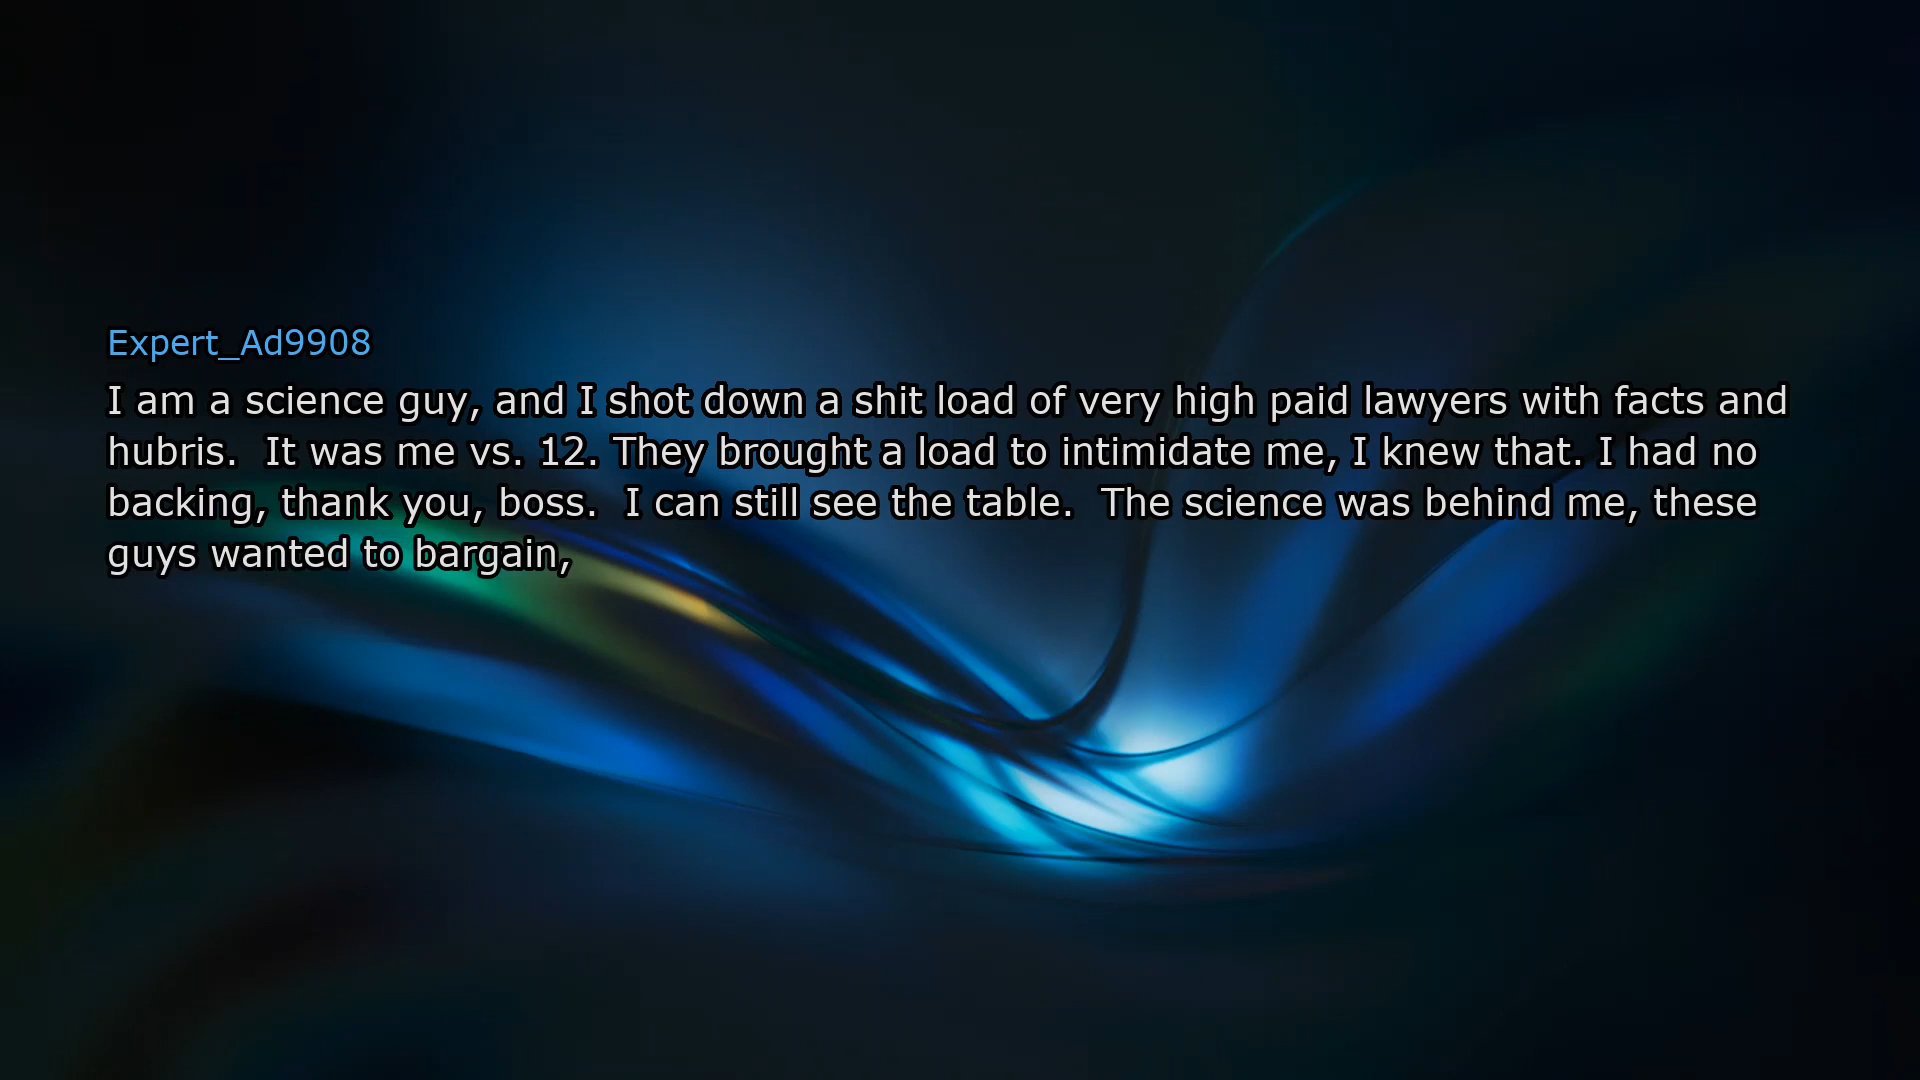 Expert_Ad9908
I am a science guy, and I shot down a shit load of very high paid lawyers with facts and
hubris.  It was me vs. 12. They brought a load to intimidate me, I knew that. I had no
backing, thank you, boss.  I can still see the table.  The science was behind me, these
guys wanted to bargain,